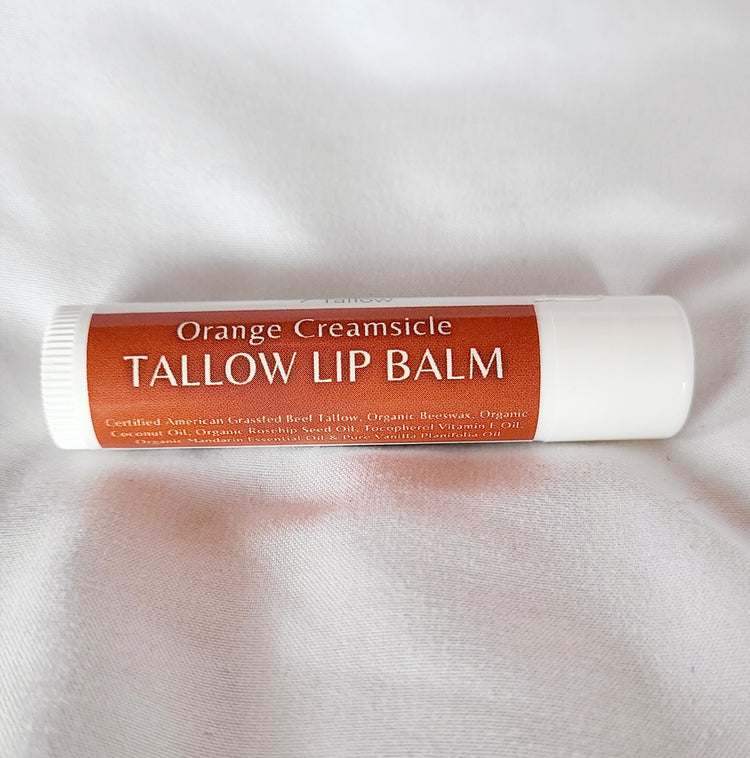 Tallow
Orange Creamsicle
TALLOW LIP BALM
Certified American Grassfed Beef Tallow, Organic Beeswax, Organic
Coconut Oil, Organic Rosehip Seed Oil, Tocopherol Vitamin E Oil,
Organic Mandarin Essential Oil & Pure Vanilla Planifolia Oil